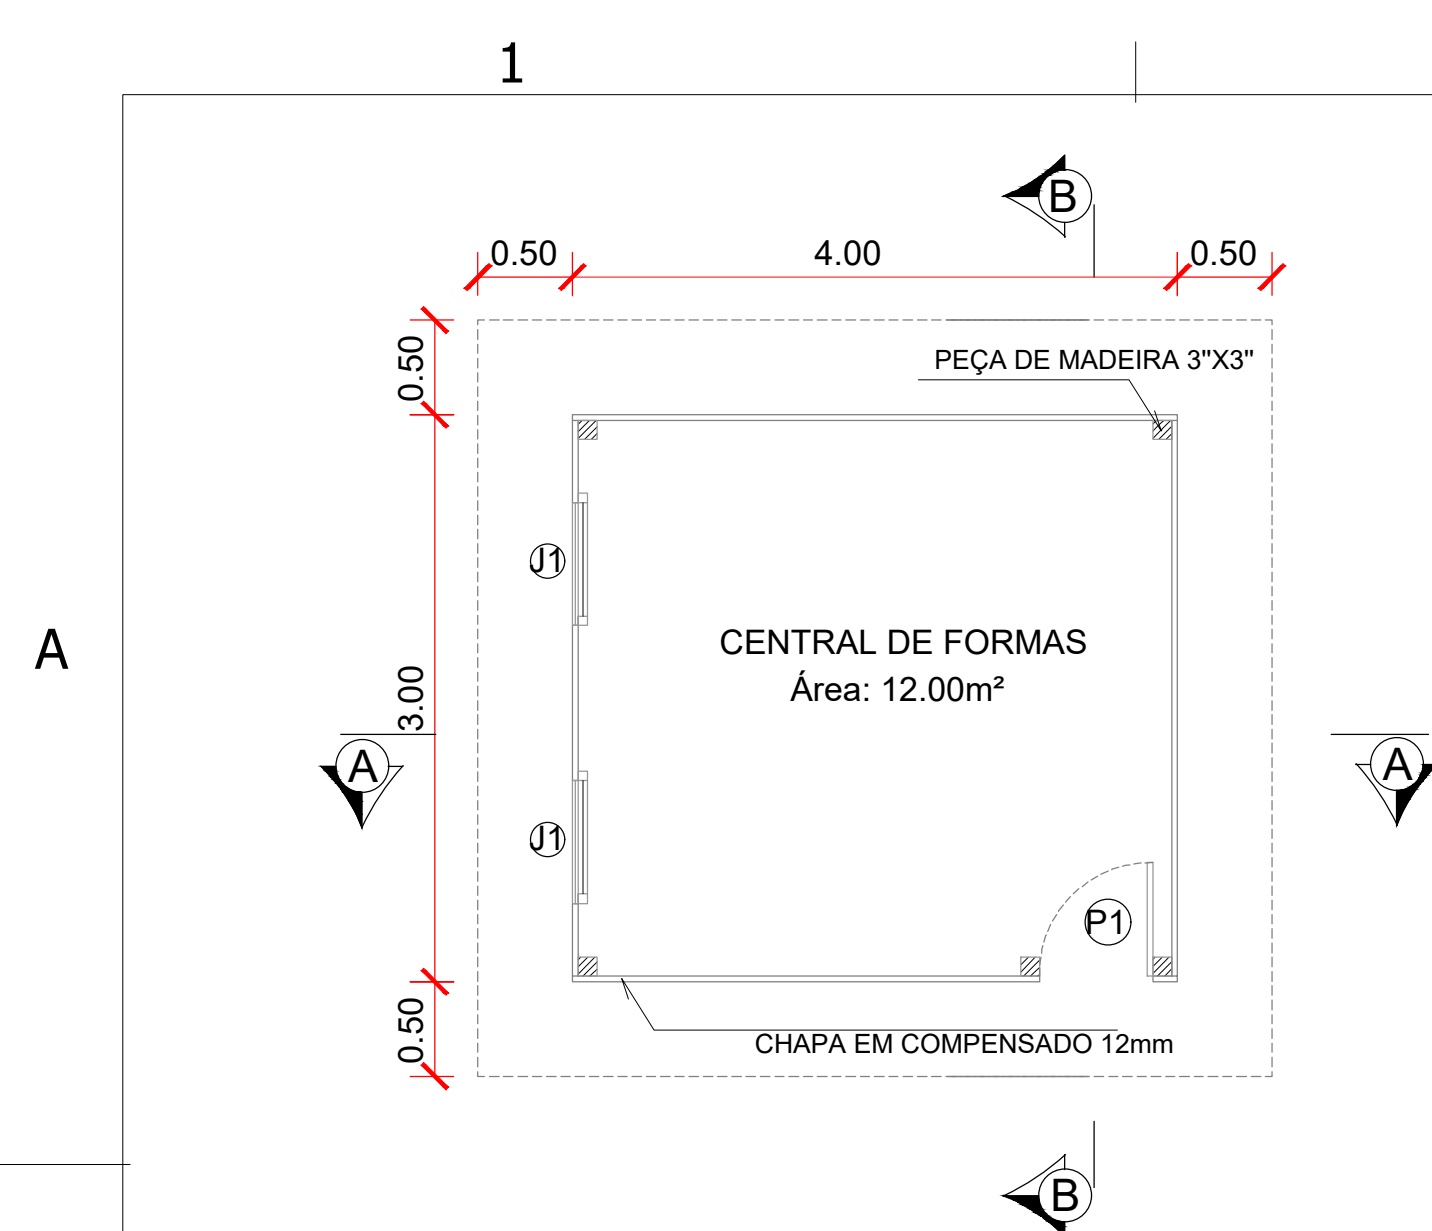 1
B
0.50 4.00 0.50
0.50
PEÇA DE MADEIRA 3"X3"
J1
CENTRAL DE FORMAS
A
Área: 12.00m²
3.00
A
A
J1
P1
0.50
CHAPA EM COMPENSADO 12mm
B